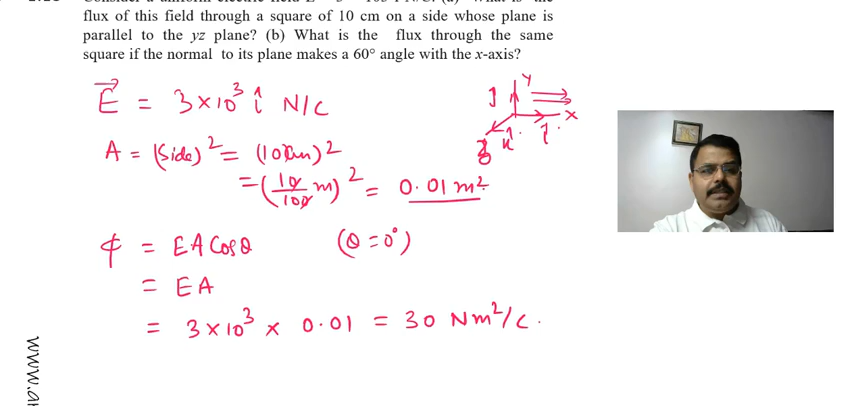 flux of this field through a square of 10 cm on a side whose plane is
parallel to the yz plane? (b) What is the flux through the same
square if the normal to its plane makes a 60° angle with the x-axis?
E⃗ = 3×10³ î N/C
Y
ĵ
X
î
A = (Side)² = (10cm)²
= (10/100 m)² = 0.01 m²
ϕ = EA Cosθ (θ = 0°)
= EA
= 3×10³ × 0.01 = 30 Nm²/C.